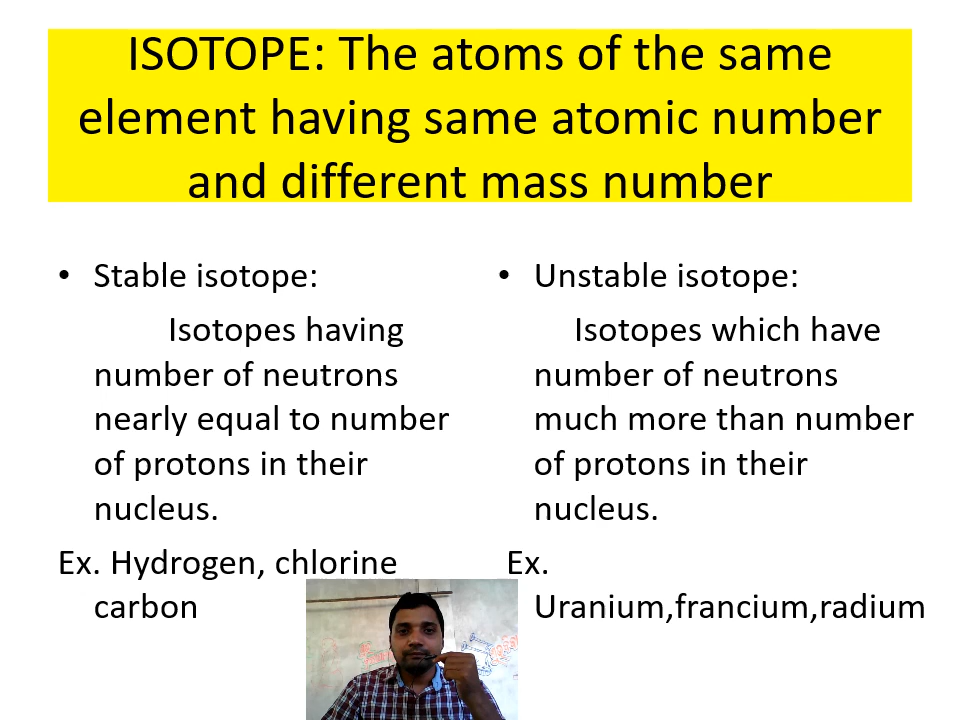 ISOTOPE: The atoms of the same
element having same atomic number
and different mass number
• Stable isotope:
Isotopes having
number of neutrons
nearly equal to number
of protons in their
nucleus.
Ex. Hydrogen, chlorine
carbon
• Unstable isotope:
Isotopes which have
number of neutrons
much more than number
of protons in their
nucleus.
Ex.
Uranium,francium,radium